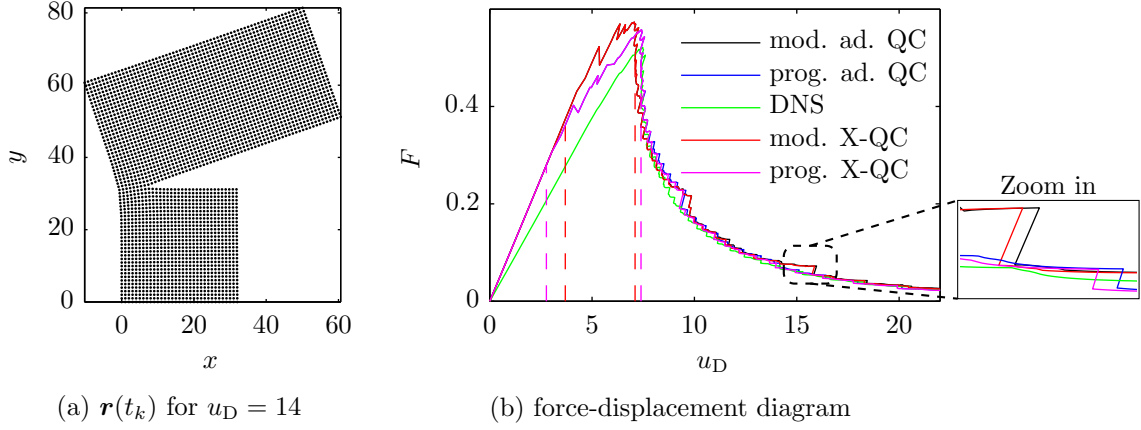 80
60
40
20
0
y
0
20
40
60
x
(a) r(t_k) for u_D = 14
0.4
0.2
0
F
0
5
10
15
20
u_D
mod. ad. QC
prog. ad. QC
DNS
mod. X-QC
prog. X-QC
Zoom in
(b) force-displacement diagram